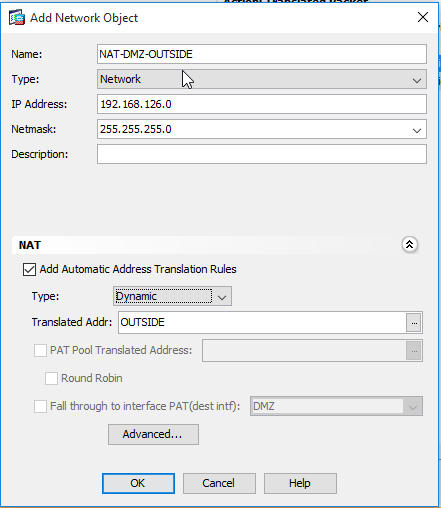 Add Network Object
Name: NAT-DMZ-OUTSIDE
Type: Network
IP Address: 192.168.126.0
Netmask: 255.255.255.0
Description:
NAT
Add Automatic Address Translation Rules
Type: Dynamic
Translated Addr: OUTSIDE ...
PAT Pool Translated Address: ...
Round Robin
Fall through to interface PAT(dest intf): DMZ
Advanced...
OK Cancel Help